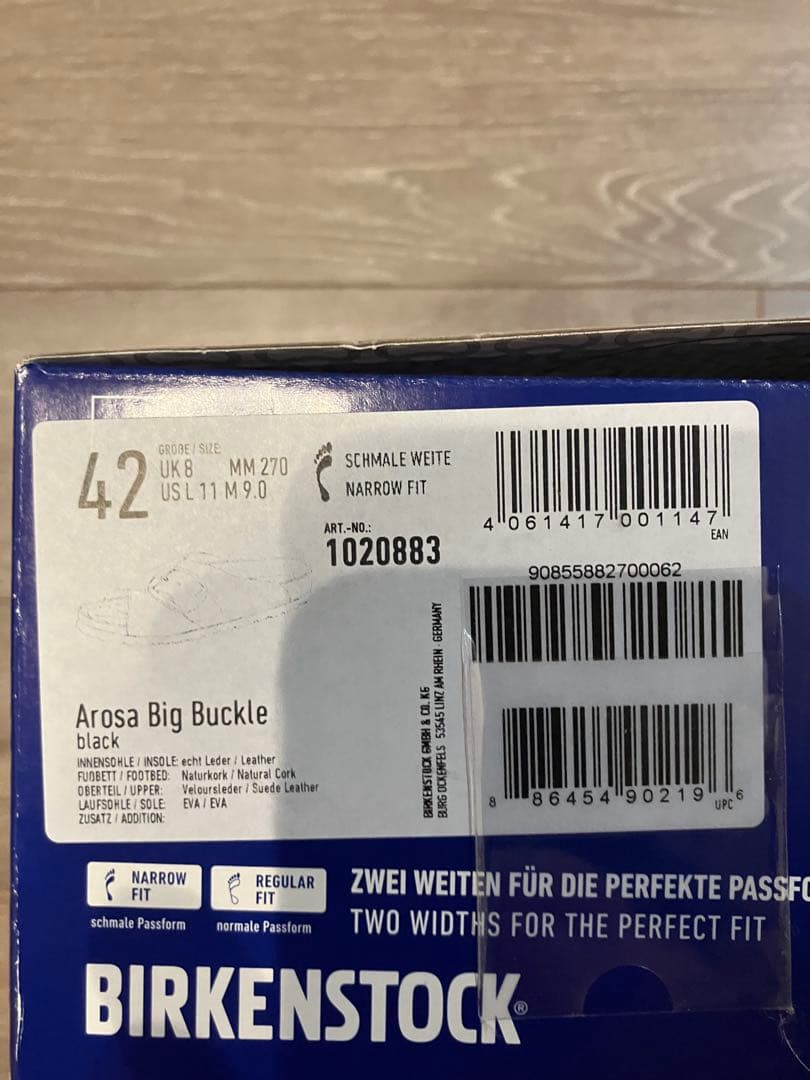 42
GRÖßE / SIZE:
UK 8 MM 270
US L 11 M 9.0
SCHMALE WEITE
NARROW FIT
ART.-NO.:
1020883
4 061417 001147
EAN
90855882700062
8 86454 90219 6
UPC
BIRKENSTOCK GMBH & CO. KG
BURG OCKENFELS 53545 LINZ AM RHEIN · GERMANY
Arosa Big Buckle
black
INNENSOHLE / INSOLE: echt Leder / Leather
FUßBETT / FOOTBED: Naturkork / Natural Cork
OBERTEIL / UPPER: Veloursleder / Suede Leather
LAUFSOHLE / SOLE: EVA / EVA
ZUSATZ / ADDITION:
NARROW
FIT
schmale Passform
REGULAR
FIT
normale Passform
ZWEI WEITEN FÜR DIE PERFEKTE PASSFO
TWO WIDTHS FOR THE PERFECT FIT
BIRKENSTOCK®